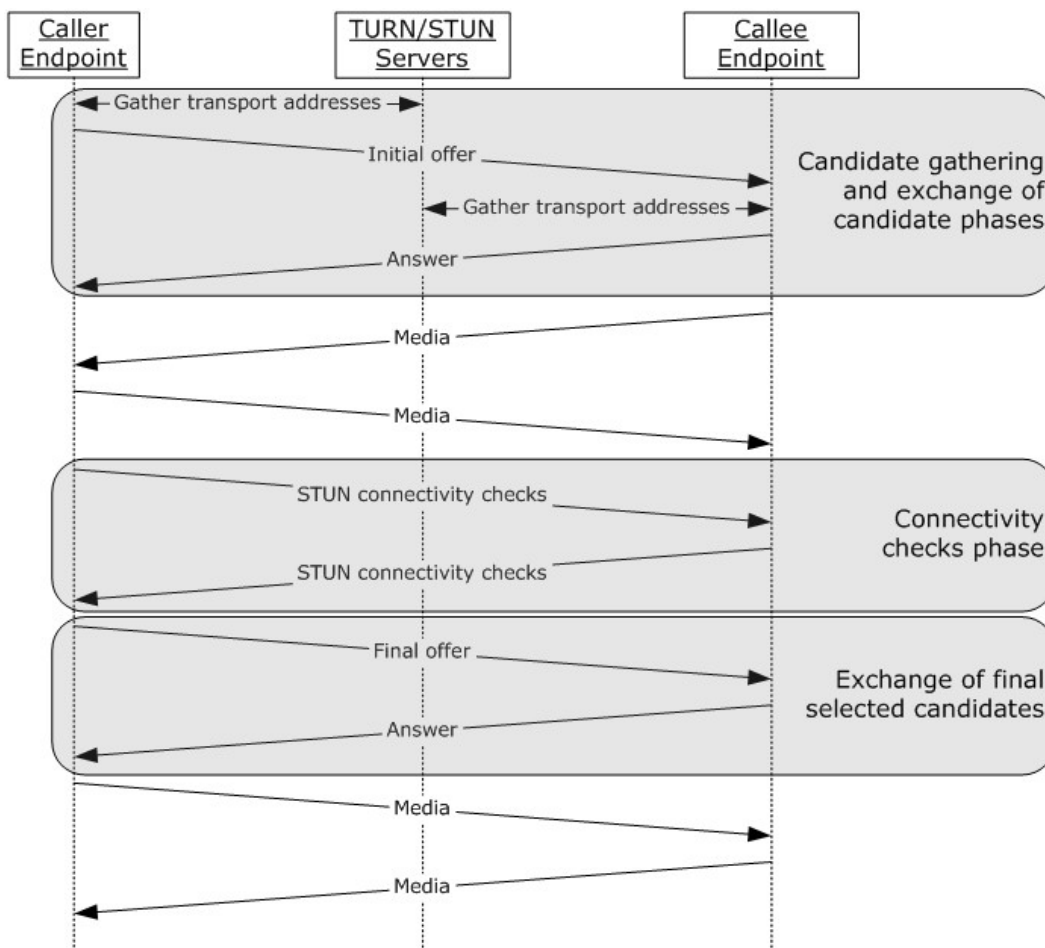 Caller
Endpoint
TURN/STUN
Servers
Callee
Endpoint
Gather transport addresses
Initial offer
Gather transport addresses
Answer
Candidate gathering
and exchange of
candidate phases
Media
Media
STUN connectivity checks
STUN connectivity checks
Connectivity
checks phase
Final offer
Answer
Exchange of final
selected candidates
Media
Media